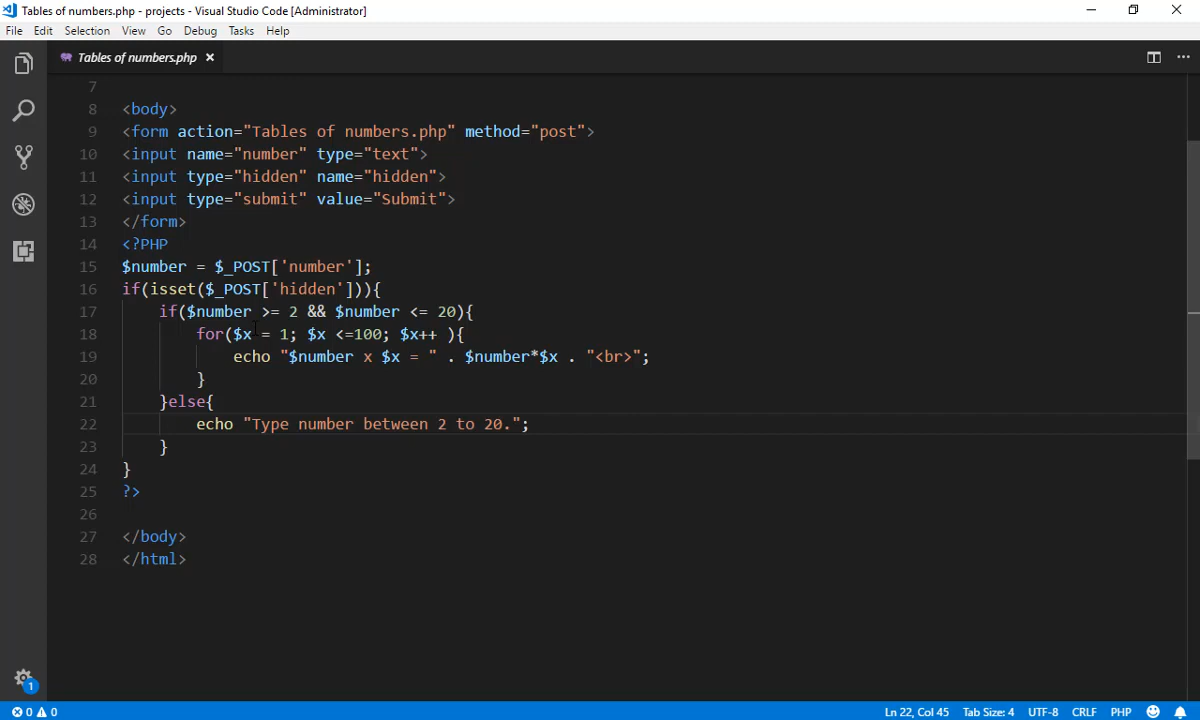 Tables of numbers.php - projects - Visual Studio Code [Administrator]
File Edit Selection View Go Debug Tasks Help
Tables of numbers.php
7
8 <body>
9 <form action="Tables of numbers.php" method="post">
10 <input name="number" type="text">
11 <input type="hidden" name="hidden">
12 <input type="submit" value="Submit">
13 </form>
14 <?PHP
15 $number = $_POST['number'];
16 if(isset($_POST['hidden'])){
17 if($number >= 2 && $number <= 20){
18 for($x = 1; $x <=100; $x++ ){
19 echo "$number x $x = " . $number*$x . "<br>";
20 }
21 }else{
22 echo "Type number between 2 to 20.";
23 }
24 }
25 ?>
26
27 </body>
28 </html>
1
0 0 Ln 22, Col 45 Tab Size: 4 UTF-8 CRLF PHP